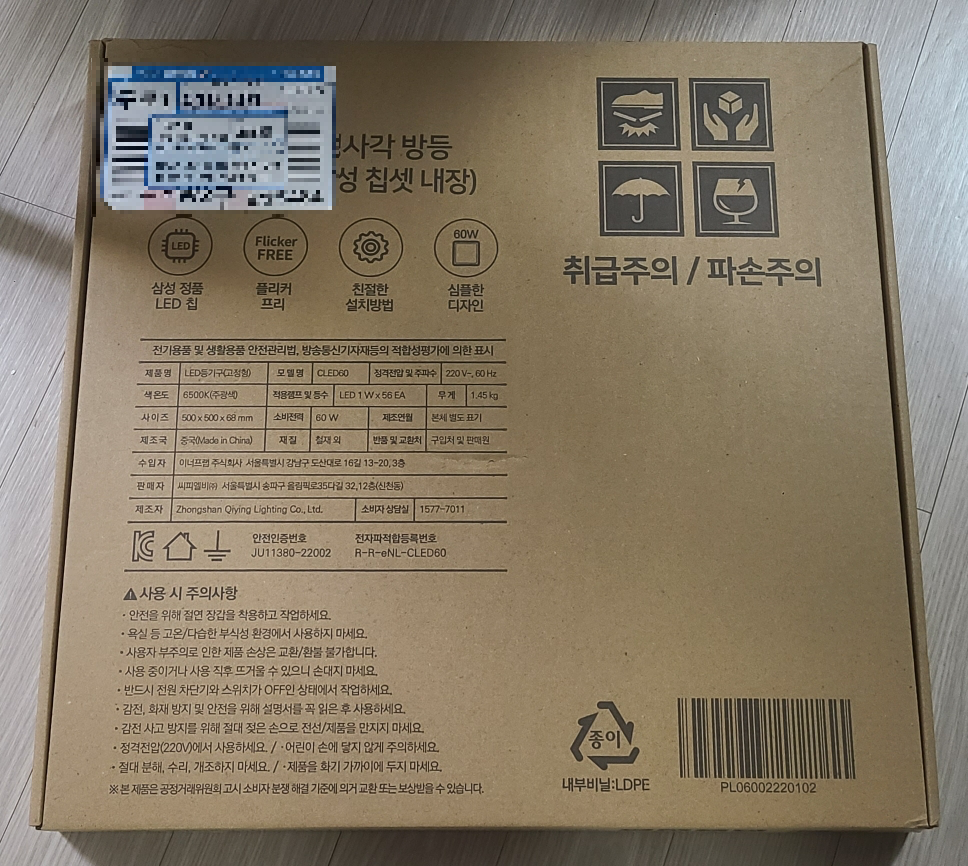 사각 방등
성 칩셋 내장)
LED
Flicker
FREE
60W
삼성 정품
LED 칩
플리커
프리
친절한
설치방법
심플한
디자인
취급주의 / 파손주의
전기용품 및 생활용품 안전관리법, 방송통신기자재등의 적합성평가에 의한 표시
제품명 LED등기구(고정형) 모델명 CLED60 정격전압 및 주파수 220 V~, 60 Hz
색온도 6500K(주광색) 적용램프 및 등수 LED 1 W x 56 EA 무게 1.45 kg
사이즈 500 x 500 x 68 mm 소비전력 60 W 제조연월 본체 별도 표기
제조국 중국(Made in China) 재질 철재 외 반품 및 교환처 구입처 및 판매원
수입자 이너프랩 주식회사 서울특별시 강남구 도산대로 16길 13-20, 3층
판매자 씨피엘비㈜ 서울특별시 송파구 올림픽로35다길 32,12층(신천동)
제조자 Zhongshan Qiying Lighting Co., Ltd. 소비자 상담실 1577-7011
안전인증번호
JU11380-22002
전자파적합등록번호
R-R-eNL-CLED60
사용 시 주의사항
· 안전을 위해 절연 장갑을 착용하고 작업하세요.
· 욕실 등 고온/다습한 부식성 환경에서 사용하지 마세요.
· 사용자 부주의로 인한 제품 손상은 교환/환불 불가합니다.
· 사용 중이거나 사용 직후 뜨거울 수 있으니 손대지 마세요.
· 반드시 전원 차단기와 스위치가 OFF인 상태에서 작업하세요.
· 감전, 화재 방지 및 안전을 위해 설명서를 꼭 읽은 후 사용하세요.
· 감전 사고 방지를 위해 절대 젖은 손으로 전선/제품을 만지지 마세요.
· 정격전압(220V)에서 사용하세요. / · 어린이 손에 닿지 않게 주의하세요.
· 절대 분해, 수리, 개조하지 마세요. / · 제품을 화기 가까이에 두지 마세요.
※ 본 제품은 공정거래위원회 고시 소비자 분쟁 해결 기준에 의거 교환 또는 보상받을 수 있습니다.
종이
내부비닐:LDPE
PL06002220102